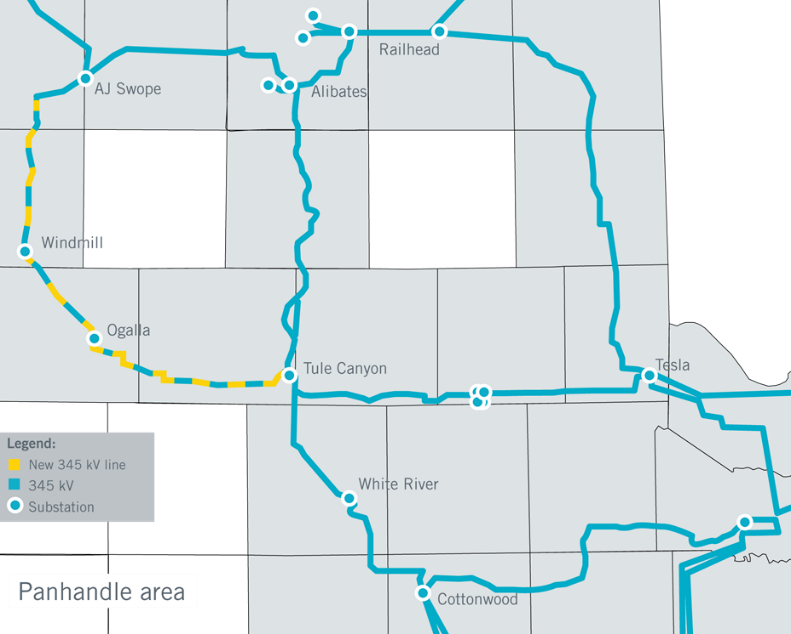 Railhead
AJ Swope
Alibates
Windmill
Ogalla
Tule Canyon
Tesla
Legend:
New 345 kV line
345 kV
Substation
White River
Panhandle area
Cottonwood